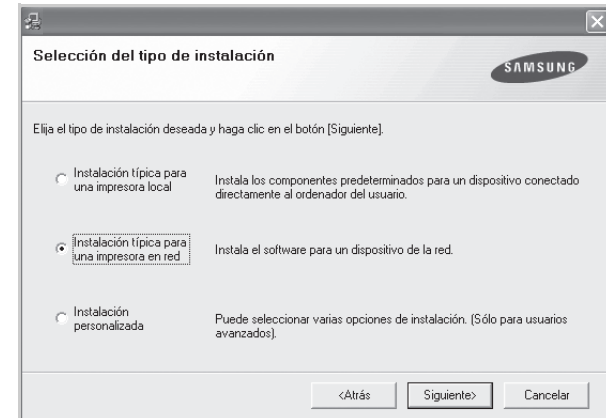 Selección del tipo de instalación
SAMSUNG
Elija el tipo de instalación deseada y haga clic en el botón [Siguiente].
Instalación típica para
una impresora local
Instala los componentes predeterminados para un dispositivo conectado
directamente al ordenador del usuario.
Instalación típica para
una impresora en red
Instala el software para un dispositivo de la red.
Instalación
personalizada
Puede seleccionar varias opciones de instalación. (Sólo para usuarios
avanzados).
<Atrás
Siguiente>
Cancelar